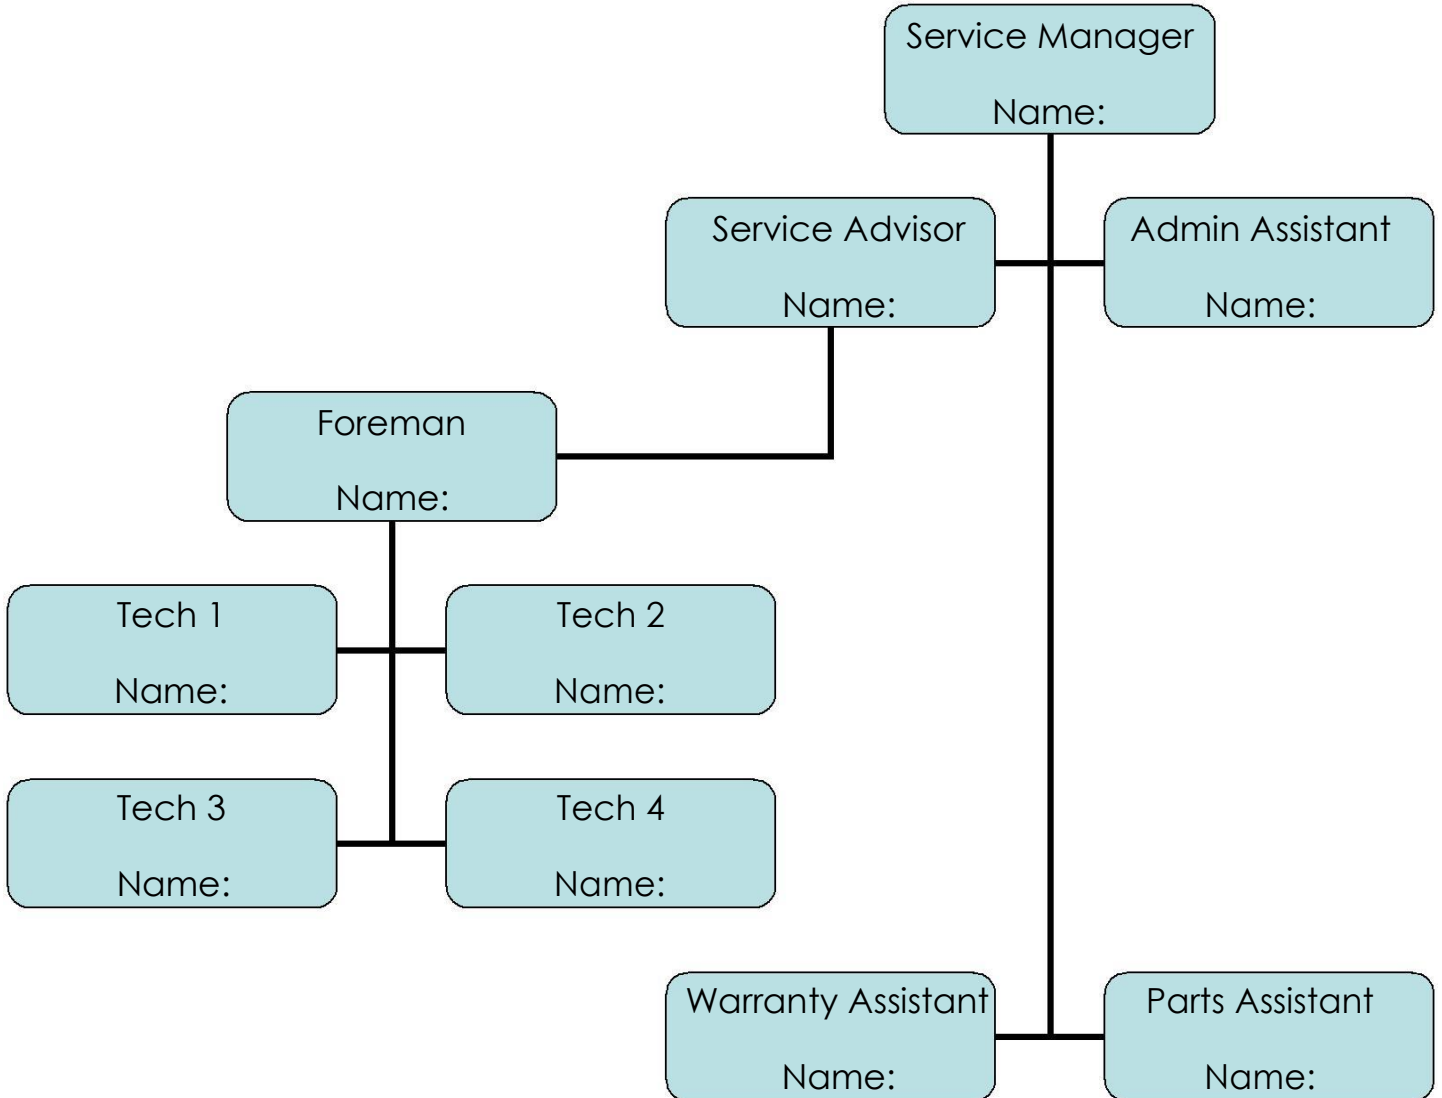 Service Manager
Name:
Service Advisor
Name:
Admin Assistant
Name:
Foreman
Name:
Tech 1
Name:
Tech 2
Name:
Tech 3
Name:
Tech 4
Name:
Warranty Assistant
Name:
Parts Assistant
Name: